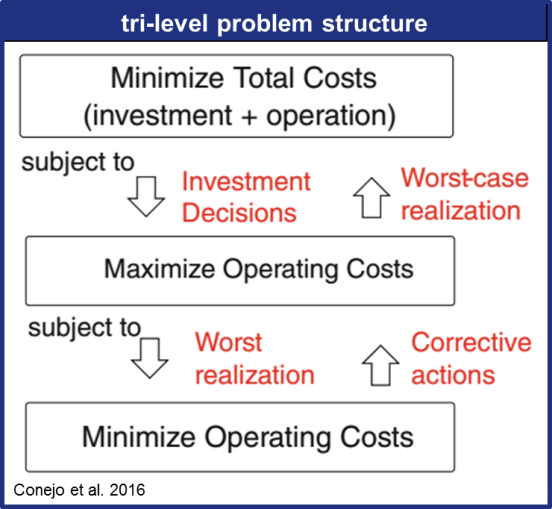 tri-level problem structure
Minimize Total Costs
(investment + operation)
subject to
Investment
Decisions
Worst-case
realization
Maximize Operating Costs
subject to
Worst
realization
Corrective
actions
Minimize Operating Costs
Conejo et al. 2016